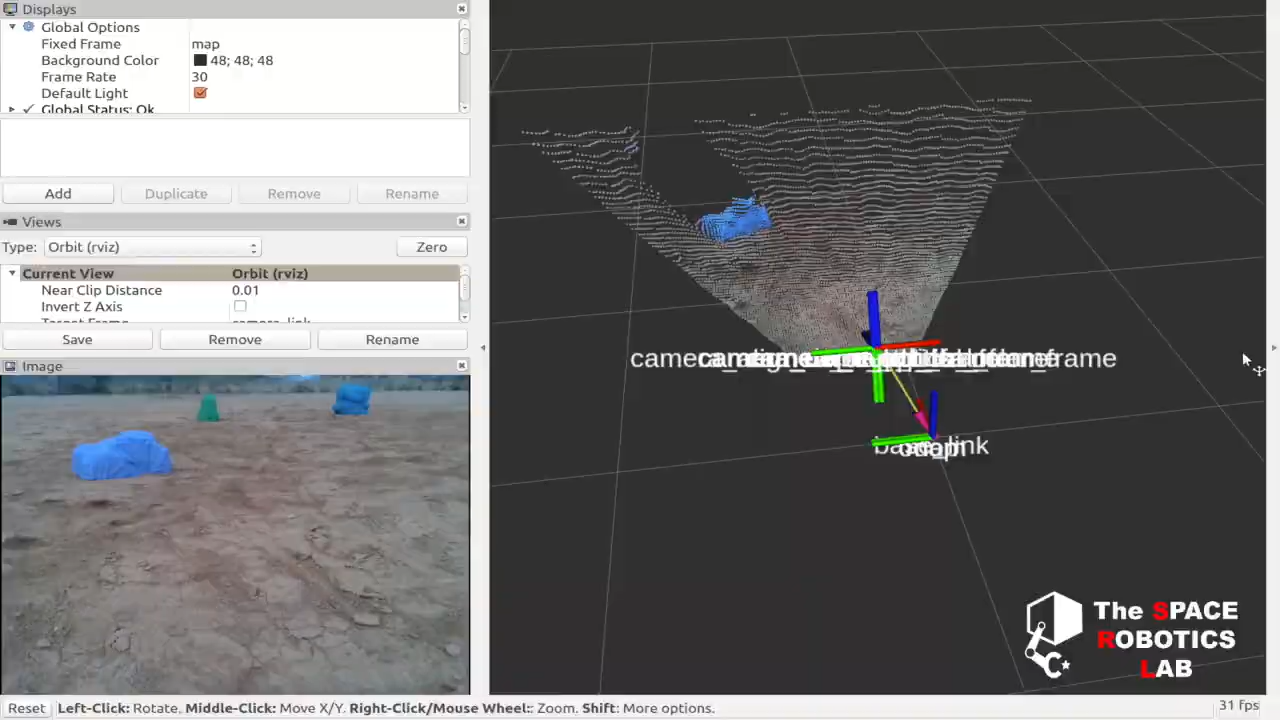 Displays
Global Options
Fixed Frame map
Background Color 48; 48; 48
Frame Rate 30
Default Light
Global Status: Ok
Add Duplicate Remove Rename
Views
Type: Orbit (rviz) Zero
Current View Orbit (rviz)
Near Clip Distance 0.01
Invert Z Axis
Target Frame camera_link
Save Remove Rename
Image
The SPACE
ROBOTICS
LAB
Reset Left-Click: Rotate. Middle-Click: Move X/Y. Right-Click/Mouse Wheel:: Zoom. Shift: More options. 31 fps